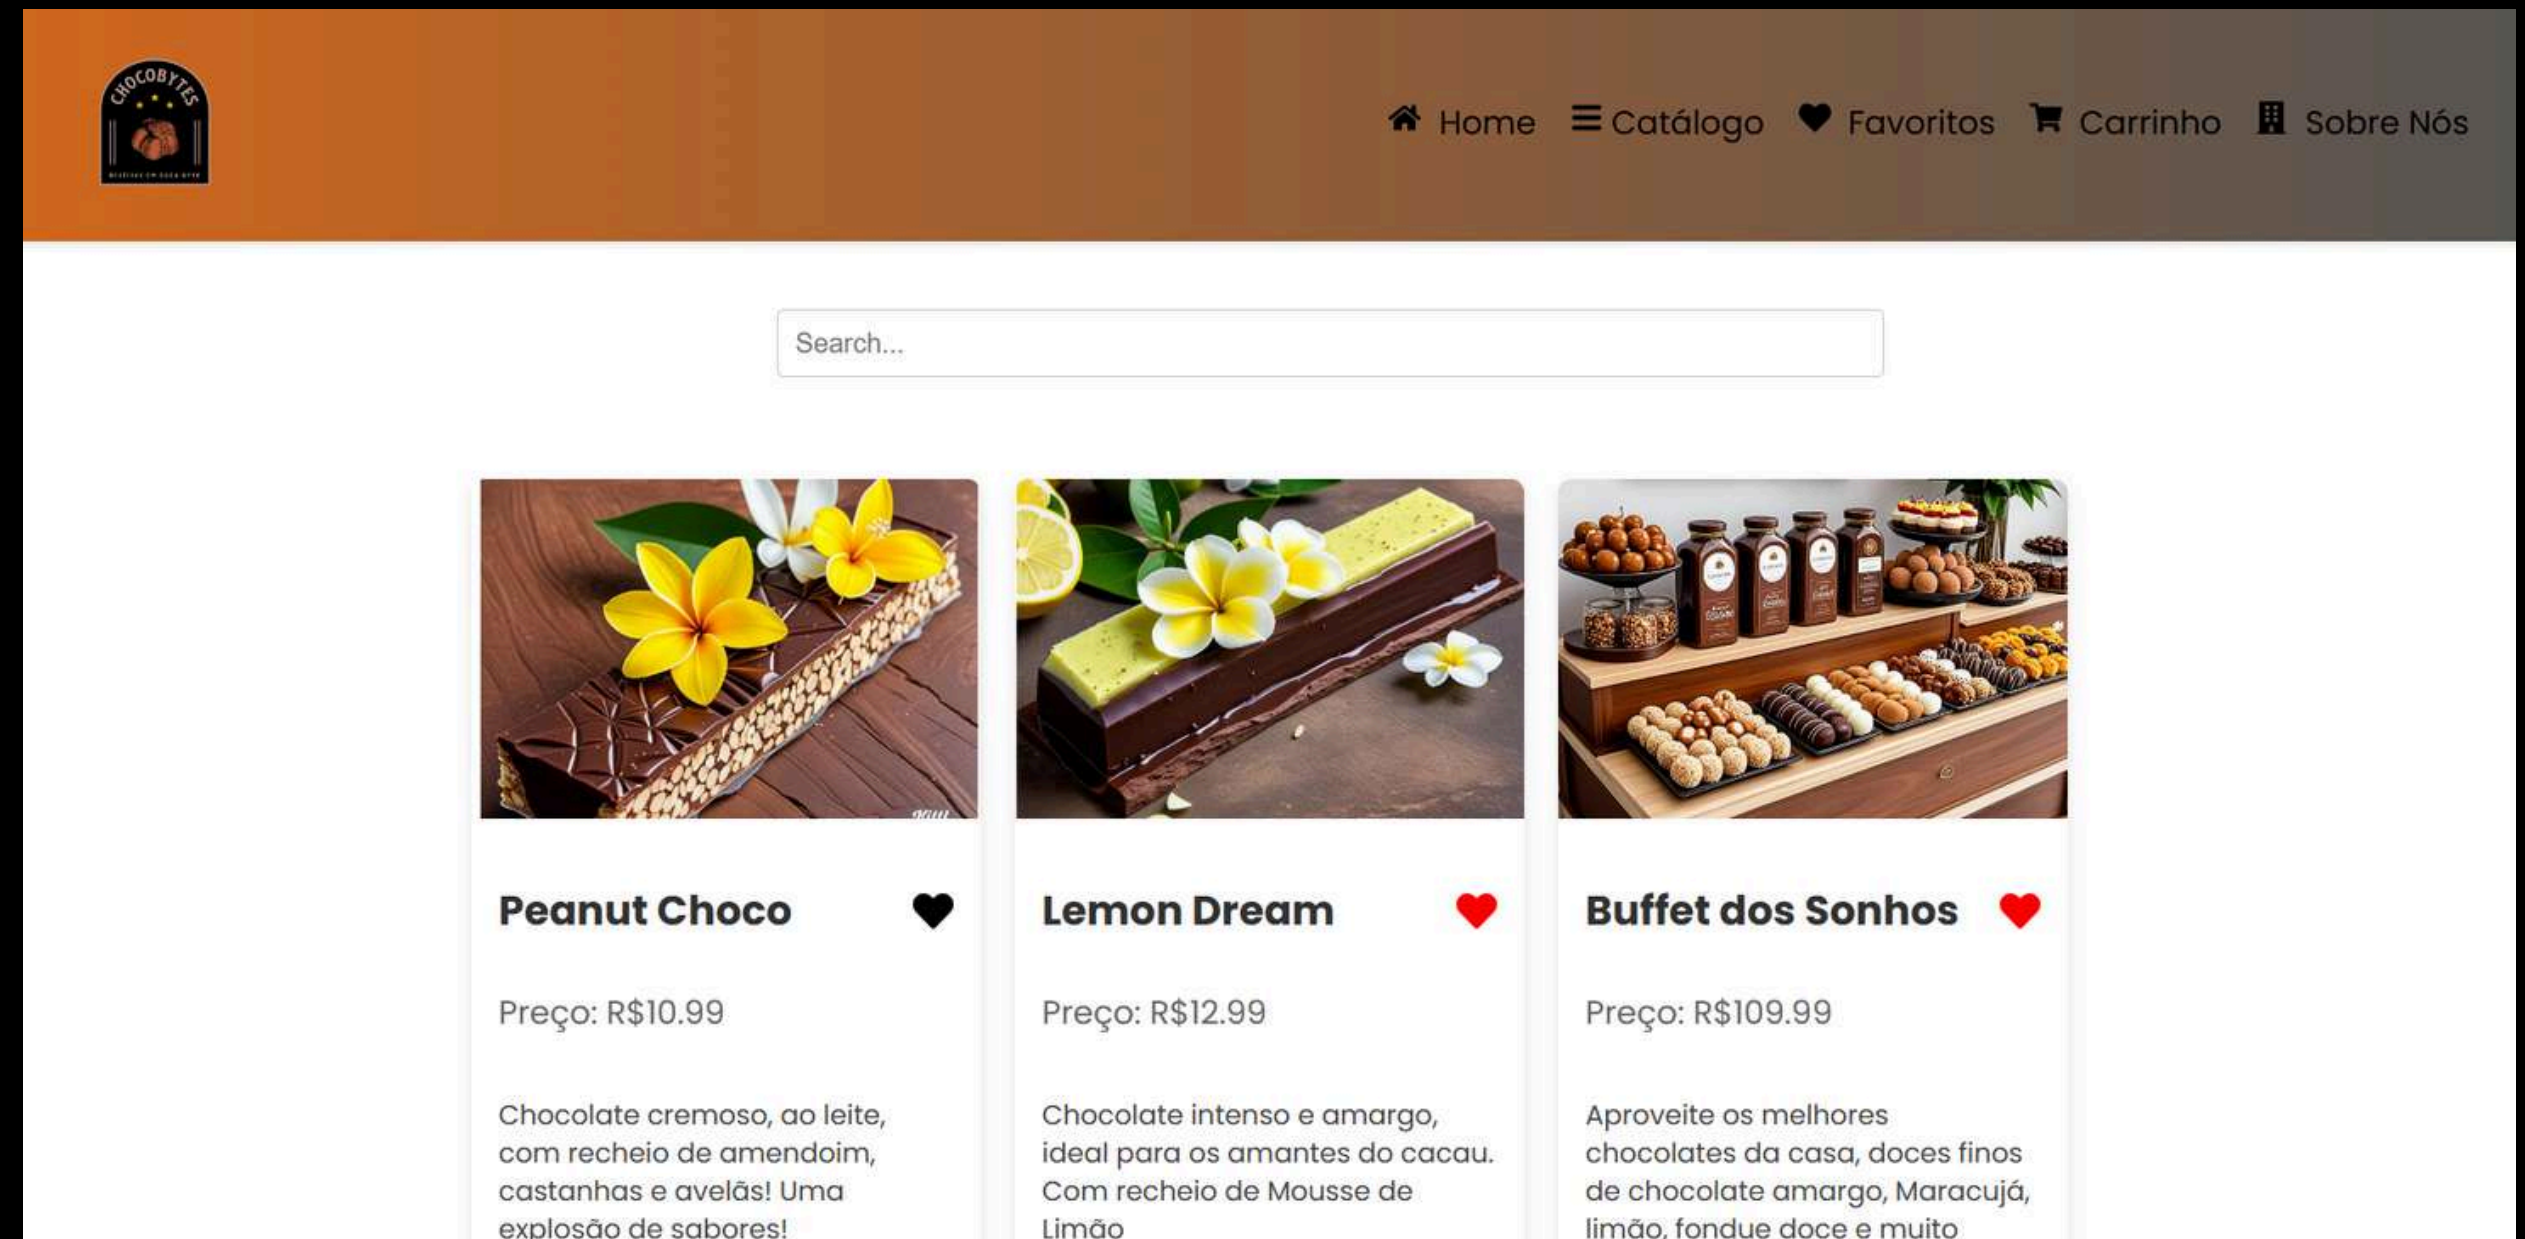 CHOCOBYTES
Home
Catálogo
Favoritos
Carrinho
Sobre Nós
Search...
Peanut Choco
Preço: R$10.99
Chocolate cremoso, ao leite,
com recheio de amendoim,
castanhas e avelãs! Uma
explosão de sabores!
Lemon Dream
Preço: R$12.99
Chocolate intenso e amargo,
ideal para os amantes do cacau.
Com recheio de Mousse de
Limão
Buffet dos Sonhos
Preço: R$109.99
Aproveite os melhores
chocolates da casa, doces finos
de chocolate amargo, Maracujá,
limão, fondue doce e muito